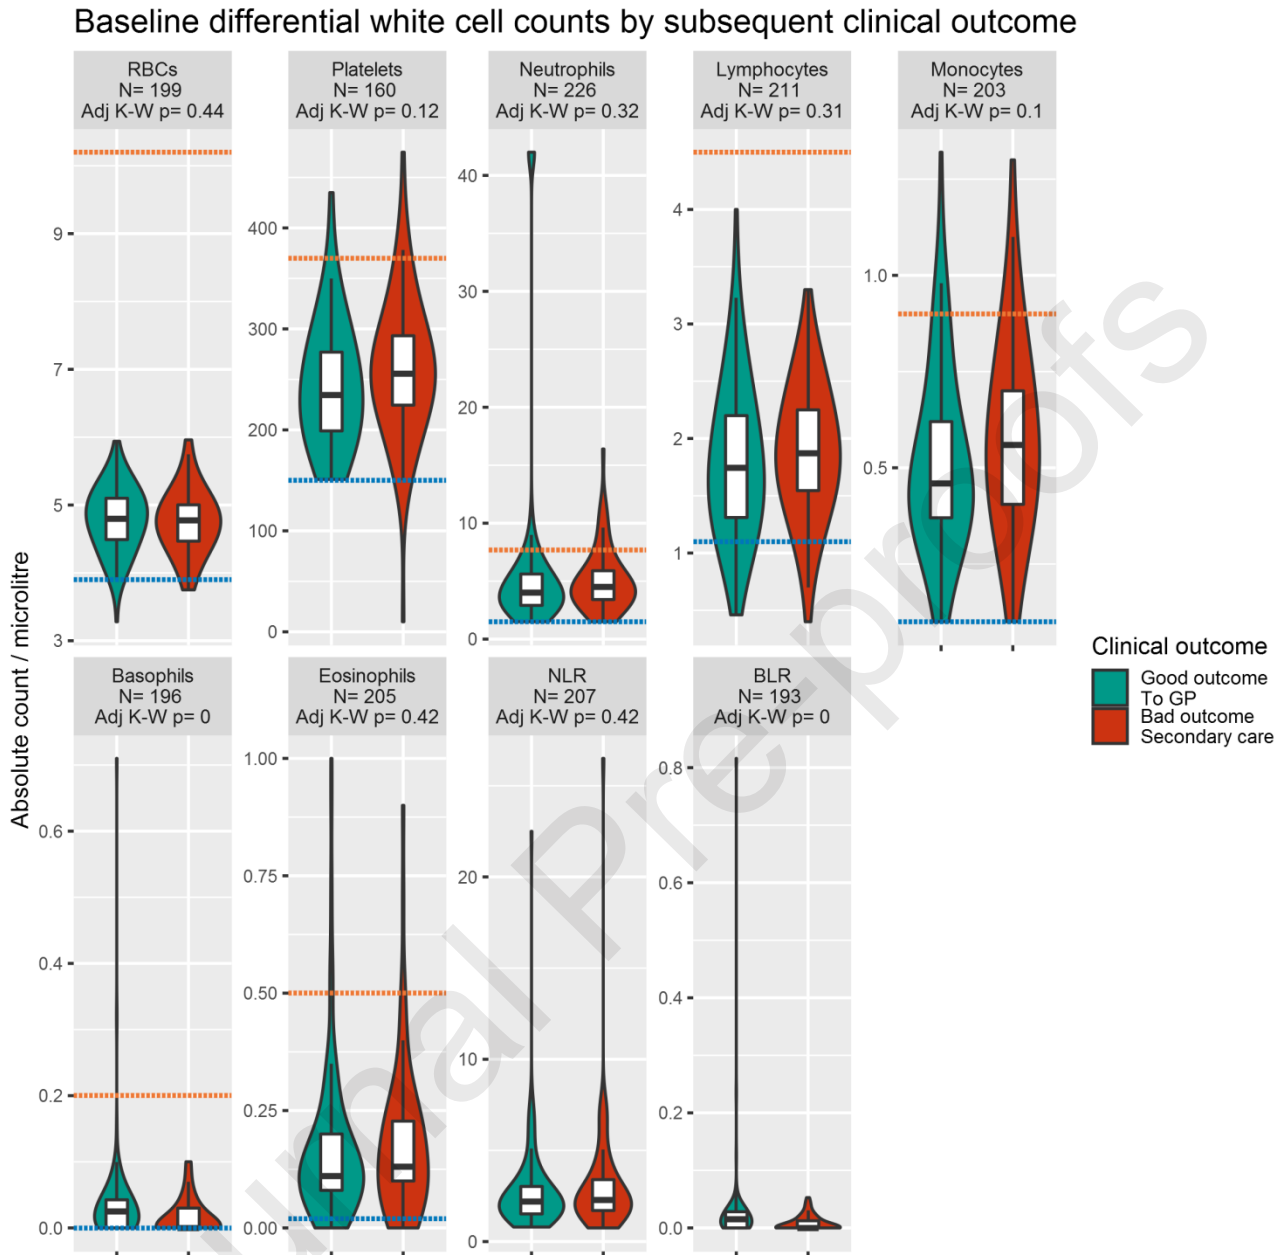 Baseline differential white cell counts by subsequent clinical outcome
RBCs
N= 199
Adj K-W p= 0.44
Platelets
N= 160
Adj K-W p= 0.12
Neutrophils
N= 226
Adj K-W p= 0.32
Lymphocytes
N= 211
Adj K-W p= 0.31
Monocytes
N= 203
Adj K-W p= 0.1
9
7
5
3
400
300
200
100
0
40
30
20
10
0
4
3
2
1
1.0
0.5
Absolute count / microlitre
Basophils
N= 196
Adj K-W p= 0
Eosinophils
N= 205
Adj K-W p= 0.42
NLR
N= 207
Adj K-W p= 0.42
BLR
N= 193
Adj K-W p= 0
0.6
0.4
0.2
0.0
1.00
0.75
0.50
0.25
0.00
20
10
0
0.8
0.6
0.4
0.2
0.0
Clinical outcome
Good outcome
To GP
Bad outcome
Secondary care
Pre-proofs